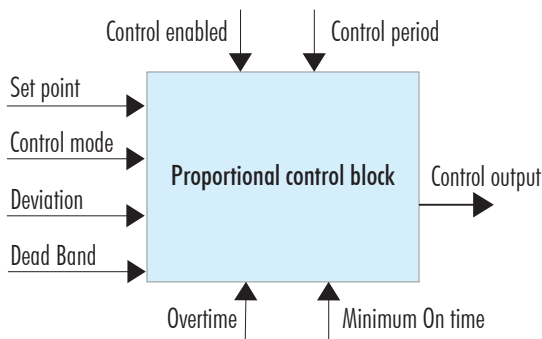 Control enabled
Control period
Set point
Control mode
Proportional control block
Control output
Deviation
Dead Band
Overtime
Minimum On time